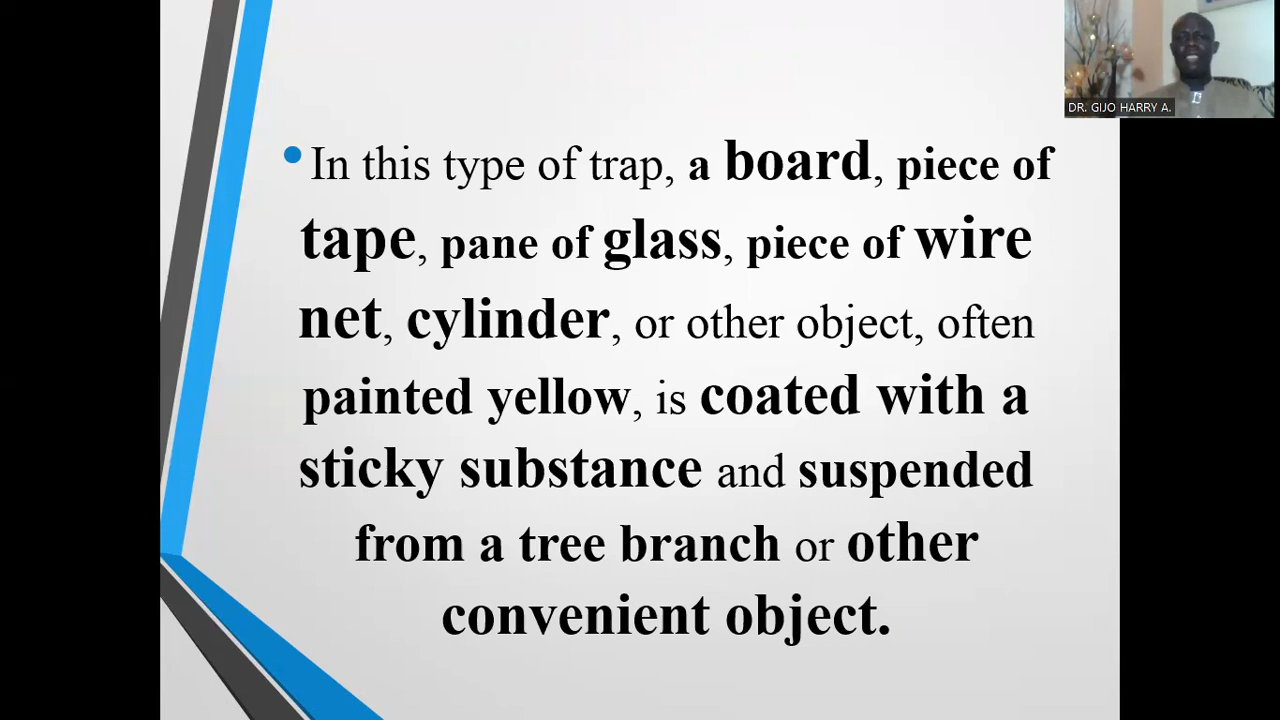 DR. GIJO HARRY A.
• In this type of trap, a board, piece of
tape, pane of glass, piece of wire
net, cylinder, or other object, often
painted yellow, is coated with a
sticky substance and suspended
from a tree branch or other
convenient object.